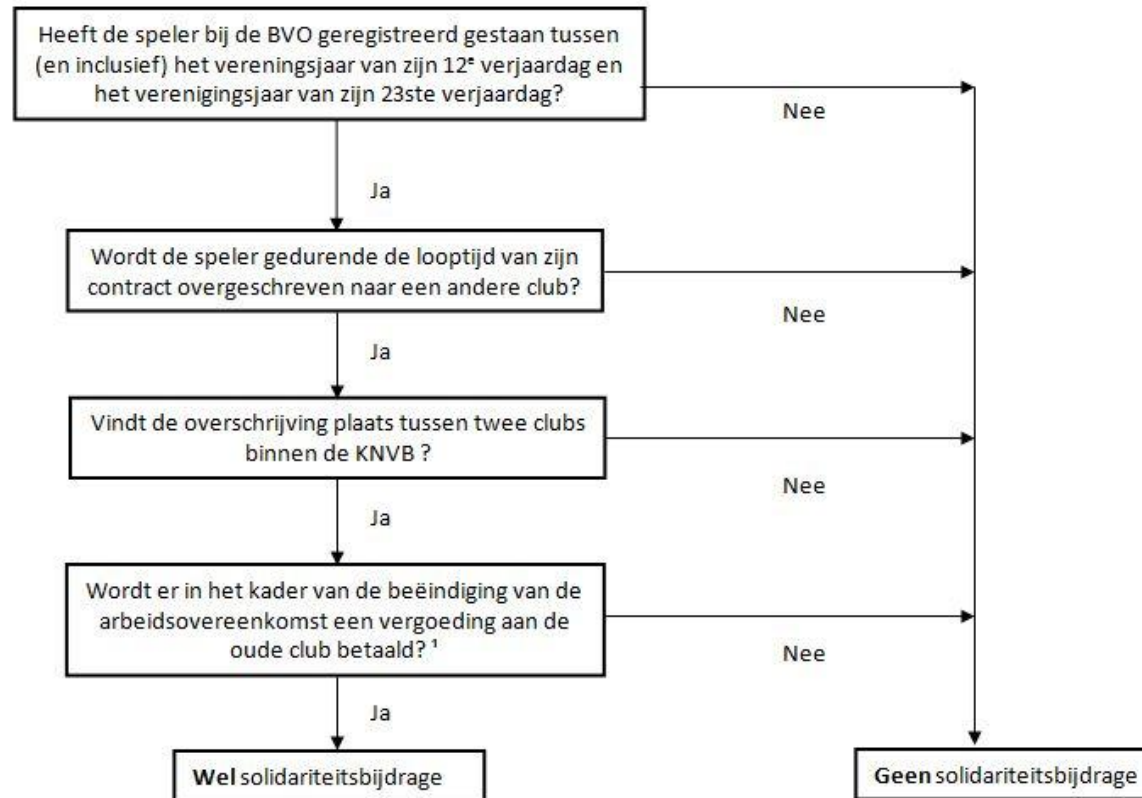 Heeft de speler bij de BVO geregistreerd gestaan tussen
(en inclusief) het vereningsjaar van zijn 12ᵉ verjaardag en
het verenigingsjaar van zijn 23ste verjaardag?
Nee
Ja
Wordt de speler gedurende de looptijd van zijn
contract overgeschreven naar een andere club?
Nee
Ja
Vindt de overschrijving plaats tussen twee clubs
binnen de KNVB ?
Nee
Ja
Wordt er in het kader van de beëindiging van de
arbeidsovereenkomst een vergoeding aan de
oude club betaald? ¹
Nee
Ja
Wel solidariteitsbijdrage
Geen solidariteitsbijdrage